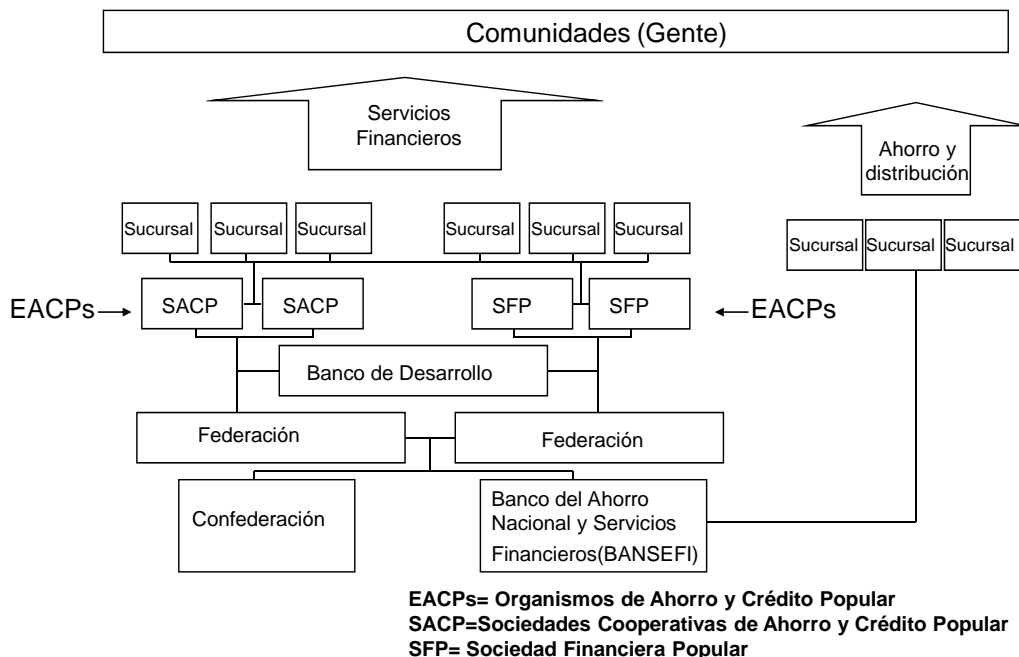 Comunidades (Gente)
Servicios
Financieros
Ahorro y
distribución
Sucursal
Sucursal
Sucursal
Sucursal
Sucursal
Sucursal
Sucursal
Sucursal
Sucursal
EACPs
SACP
SACP
SFP
SFP
EACPs
Banco de Desarrollo
Federación
Federación
Confederación
Banco del Ahorro
Nacional y Servicios
Financieros(BANSEFI)
EACPs= Organismos de Ahorro y Crédito Popular
SACP=Sociedades Cooperativas de Ahorro y Crédito Popular
SFP= Sociedad Financiera Popular